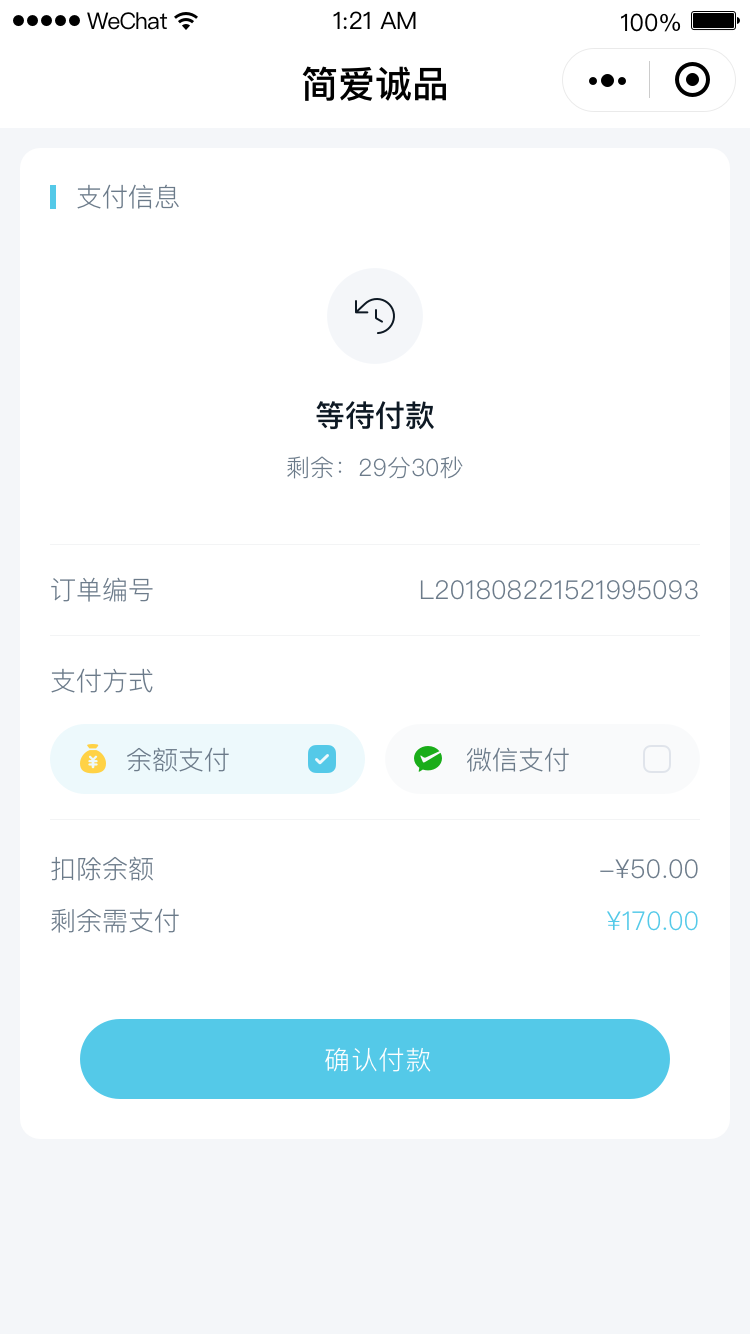 WeChat 1:21 AM 100%
简爱诚品
支付信息
等待付款
剩余：29分30秒
订单编号 L201808221521995093
支付方式
余额支付 微信支付
扣除余额 –¥50.00
剩余需支付 ¥170.00
确认付款